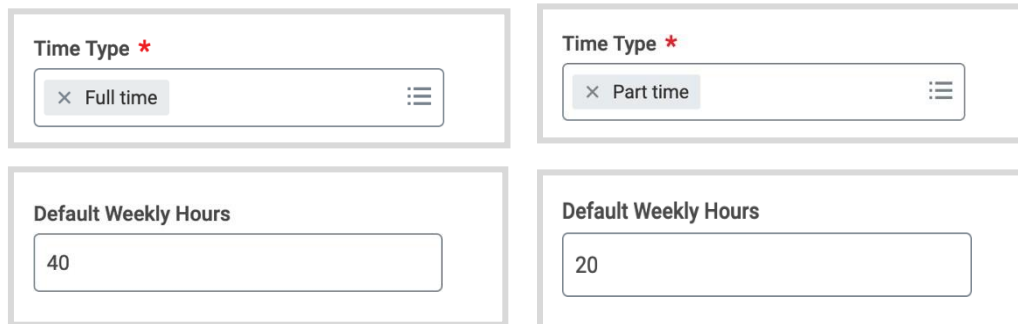 Time Type *
× Full time
Time Type *
× Part time
Default Weekly Hours
40
Default Weekly Hours
20